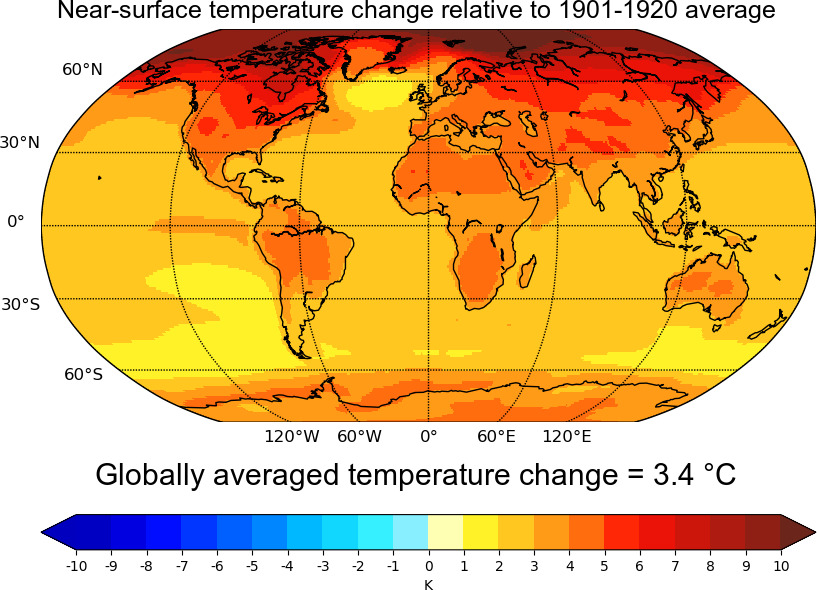 Near-surface temperature change relative to 1901-1920 average
60°N
30°N
0°
30°S
60°S
120°W 60°W 0° 60°E 120°E
Globally averaged temperature change = 3.4 °C
-10 -9 -8 -7 -6 -5 -4 -3 -2 -1 0 1 2 3 4 5 6 7 8 9 10
K